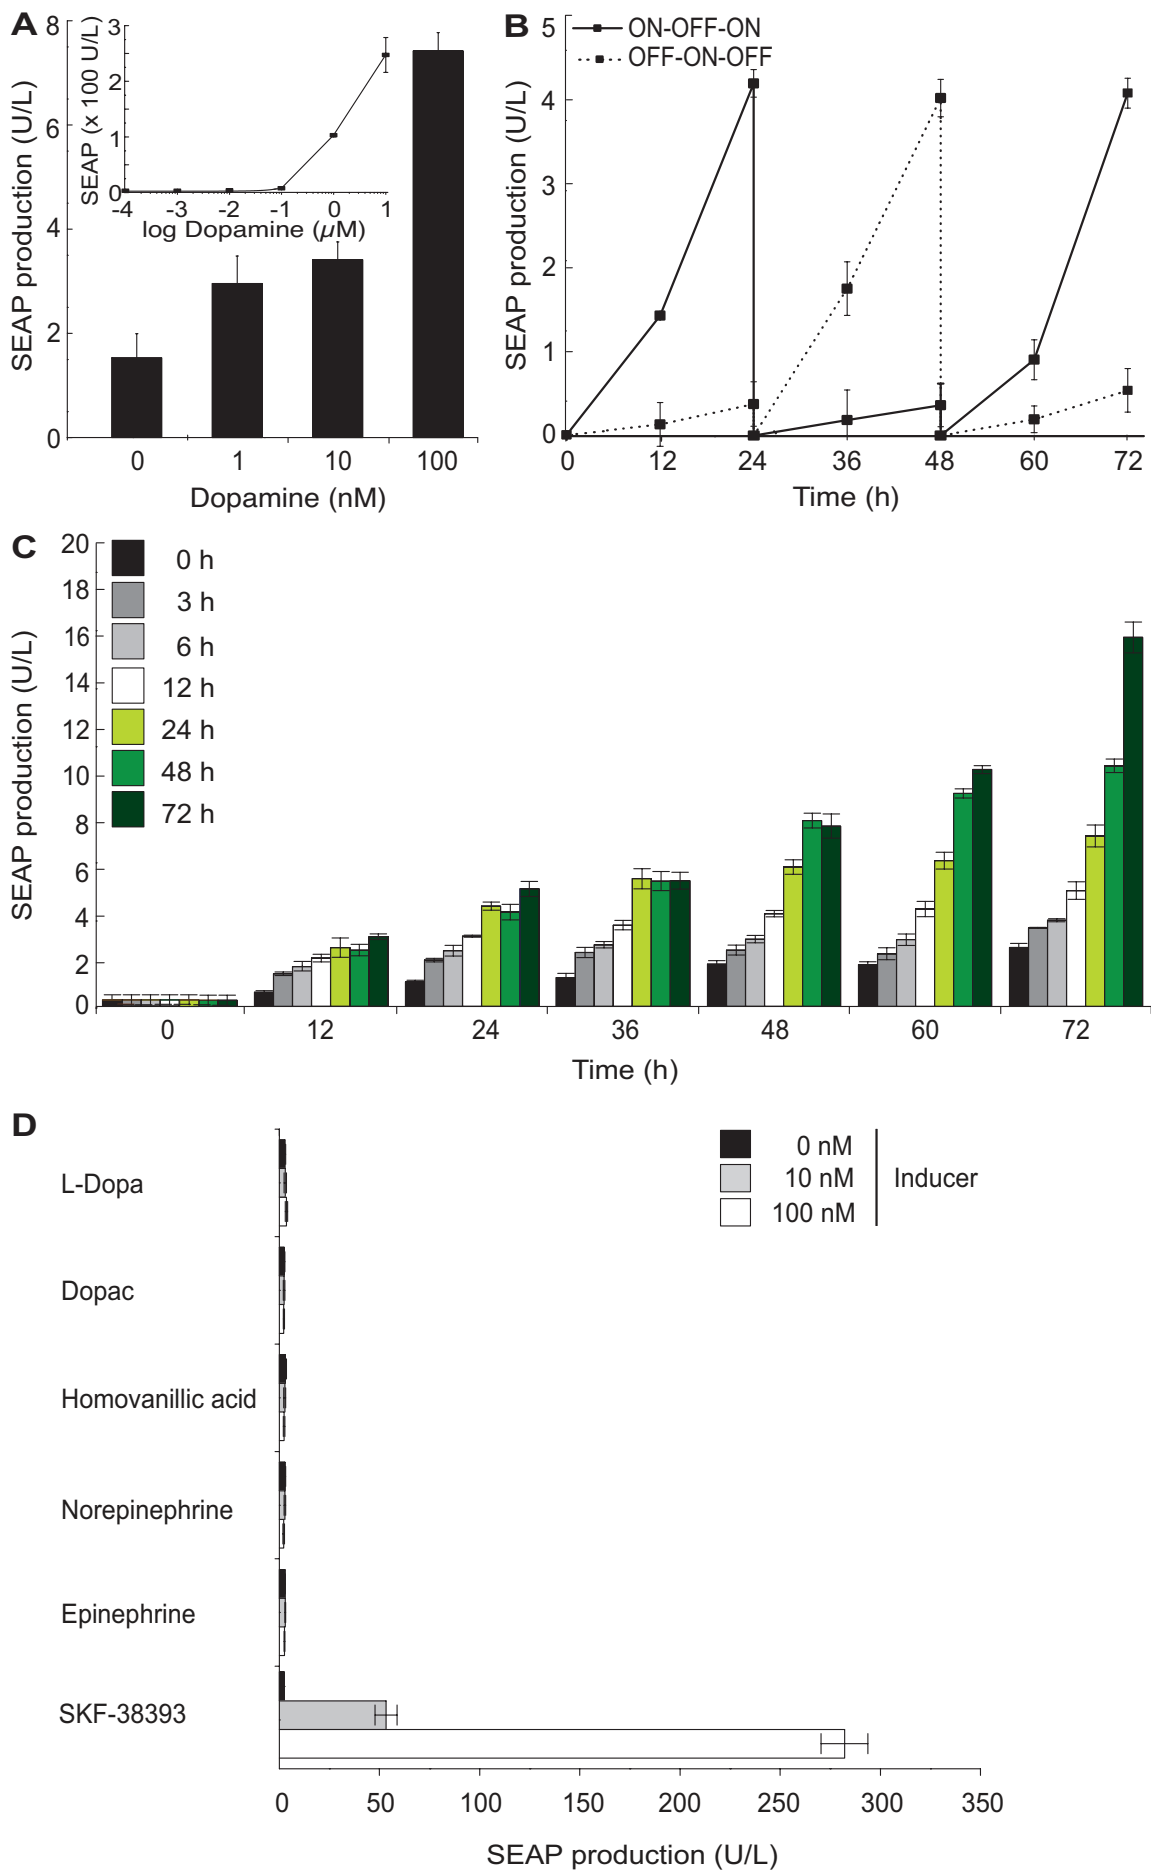 A
SEAP production (U/L)
8
6
4
2
0
0 1 10 100
Dopamine (nM)
SEAP (x 100 U/L)
3
2
1
0
-4 -3 -2 -1 0 1
log Dopamine (µM)
B
ON-OFF-ON
OFF-ON-OFF
SEAP production (U/L)
5
4
3
2
1
0
0 12 24 36 48 60 72
Time (h)
C
SEAP production (U/L)
20
18
16
14
12
10
8
6
4
2
0
0 h
3 h
6 h
12 h
24 h
48 h
72 h
0 12 24 36 48 60 72
Time (h)
D
0 nM
10 nM
100 nM
Inducer
L-Dopa
Dopac
Homovanillic acid
Norepinephrine
Epinephrine
SKF-38393
0 50 100 150 200 250 300 350
SEAP production (U/L)